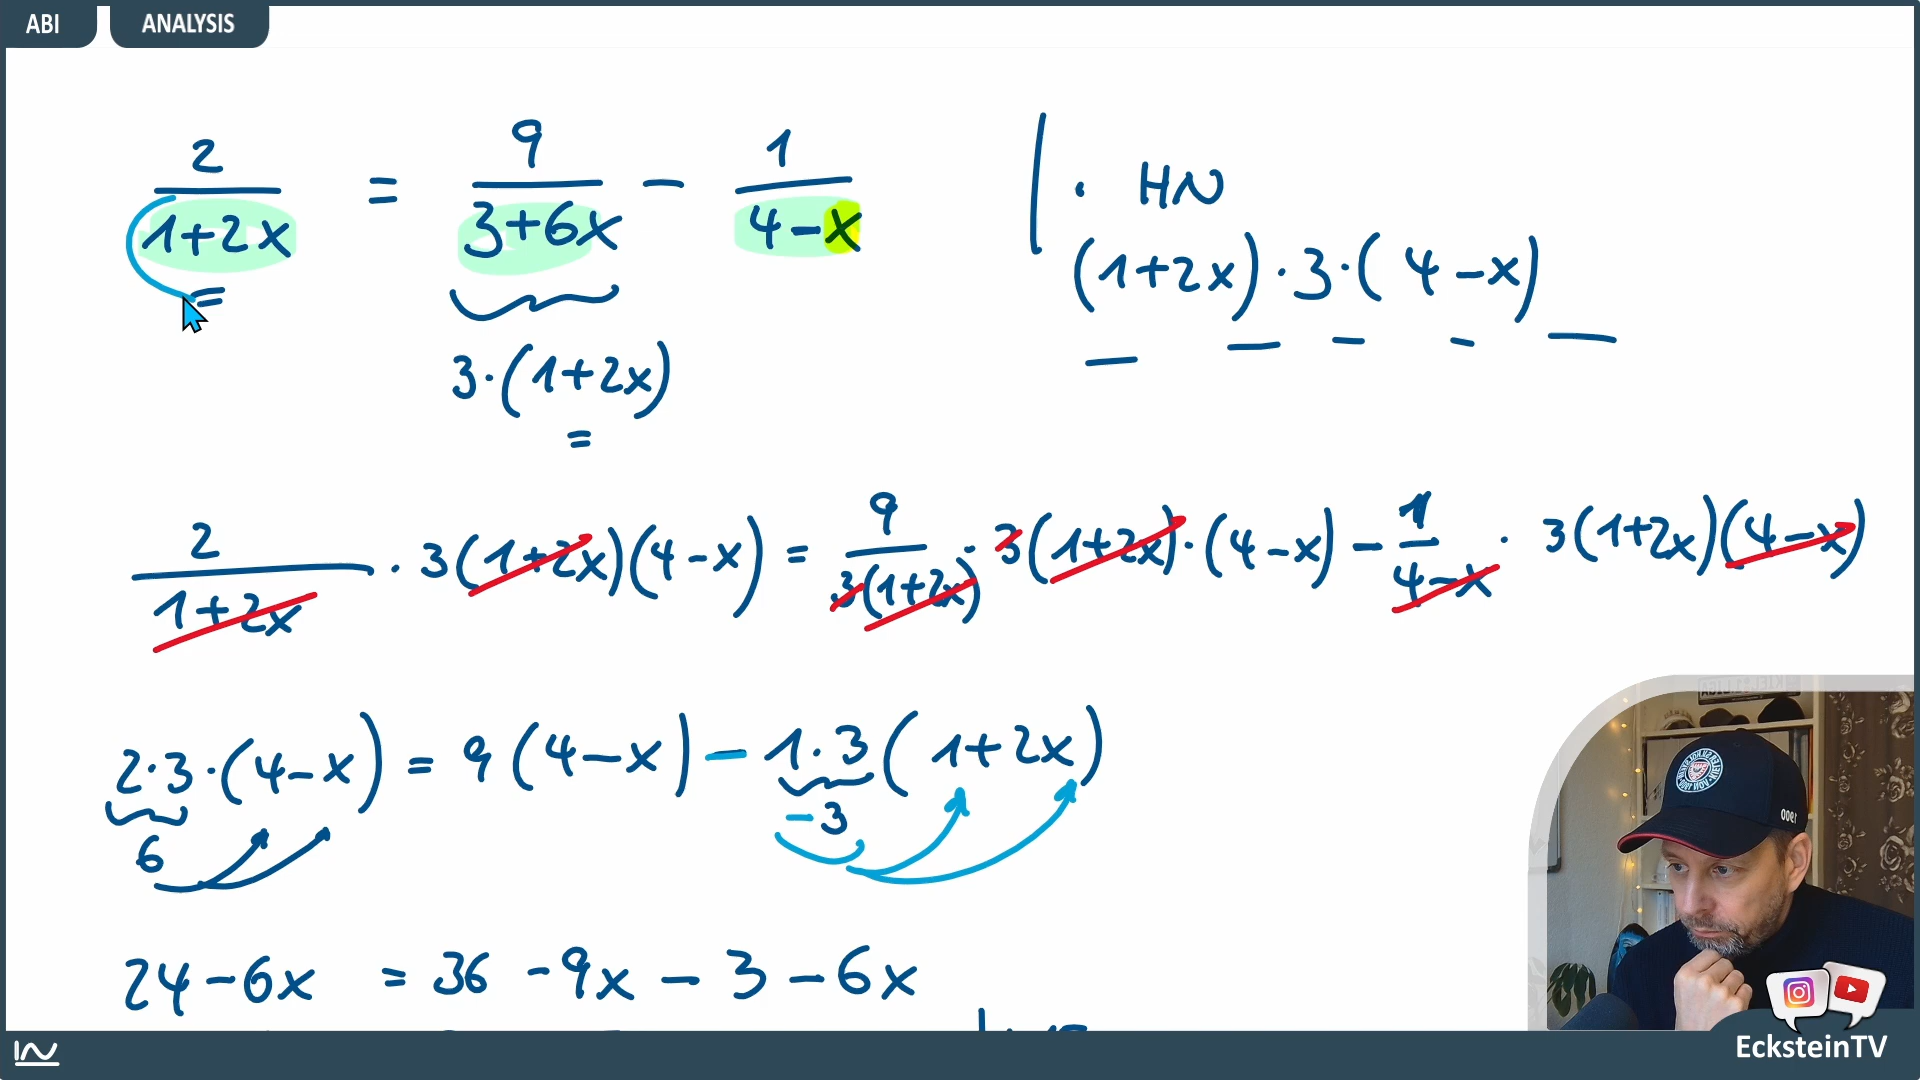 ABI
ANALYSIS
2/(1+2x) = 9/(3+6x) − 1/(4−x) | · HN
(1+2x)·3·(4−x)
3·(1+2x)
2/(1+2x) · 3(1+2x)(4−x) = 9/(3(1+2x)) · 3(1+2x)·(4−x) − 1/(4−x) · 3(1+2x)(4−x)
2·3·(4−x) = 9(4−x) − 1·3(1+2x)
6 −3
24−6x = 36 −9x − 3 −6x
EcksteinTV